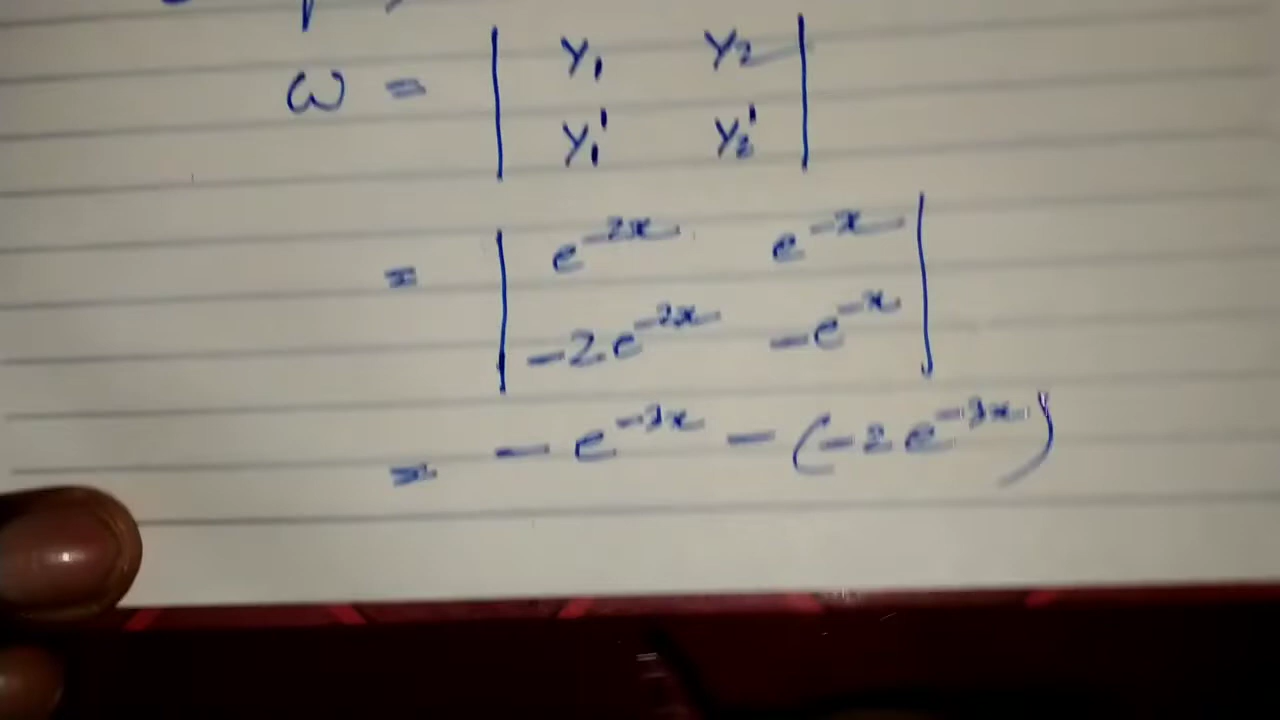 ω = | y₁ y₂ |
| y₁' y₂' |
= | e^{-2x} e^{-x} |
| -2e^{-2x} -e^{-x} |
= - e^{-3x} - (-2e^{-3x})